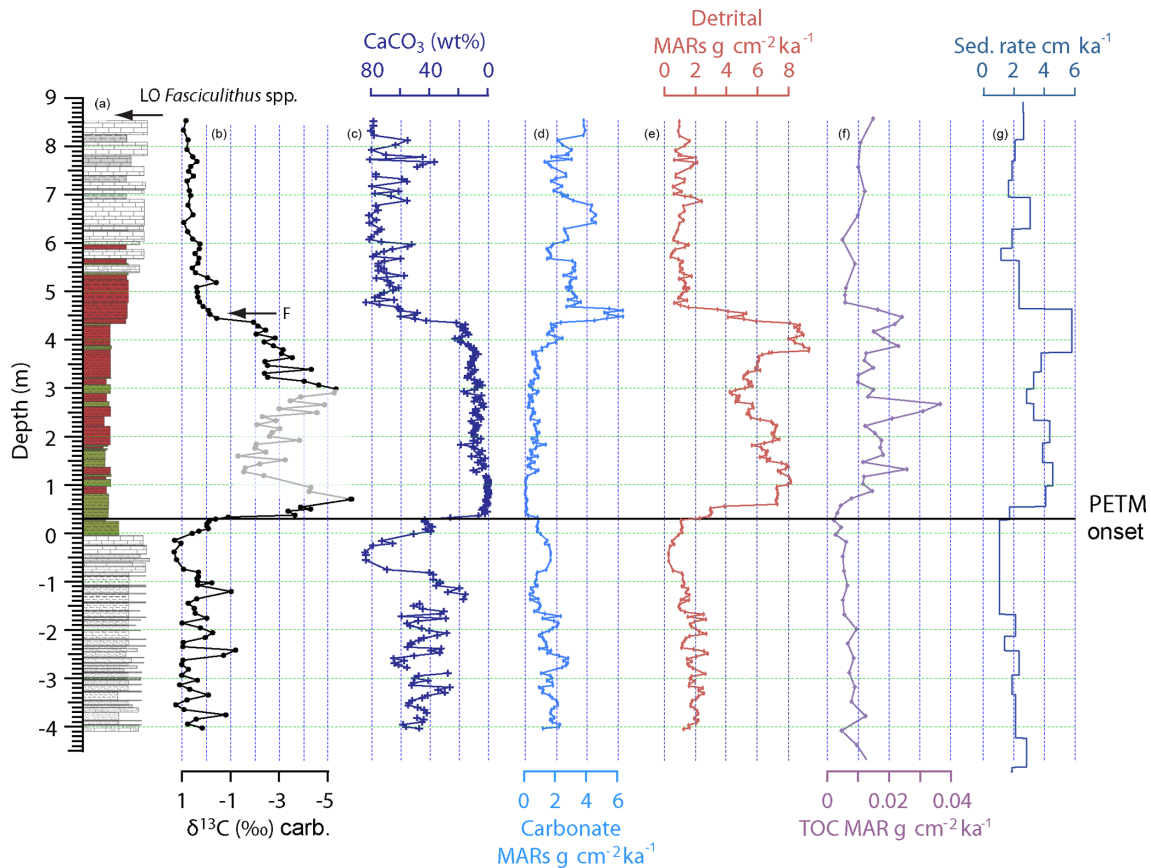 Detrital
CaCO₃ (wt%)
MARs g cm⁻² ka⁻¹
Sed. rate cm ka⁻¹
80 40 0
0 2 4 6 8
0 2 4 6
9
(a)
LO Fasciculithus spp.
(b)
(c)
(d)
(e)
(f)
(g)
8
7
6
5
F
4
3
2
1
0
-1
-2
-3
-4
Depth (m)
PETM
onset
1 -1 -3 -5
0 2 4 6
0 0.02 0.04
δ¹³C (‰) carb.
Carbonate
MARs g cm⁻² ka⁻¹
TOC MAR g cm⁻² ka⁻¹